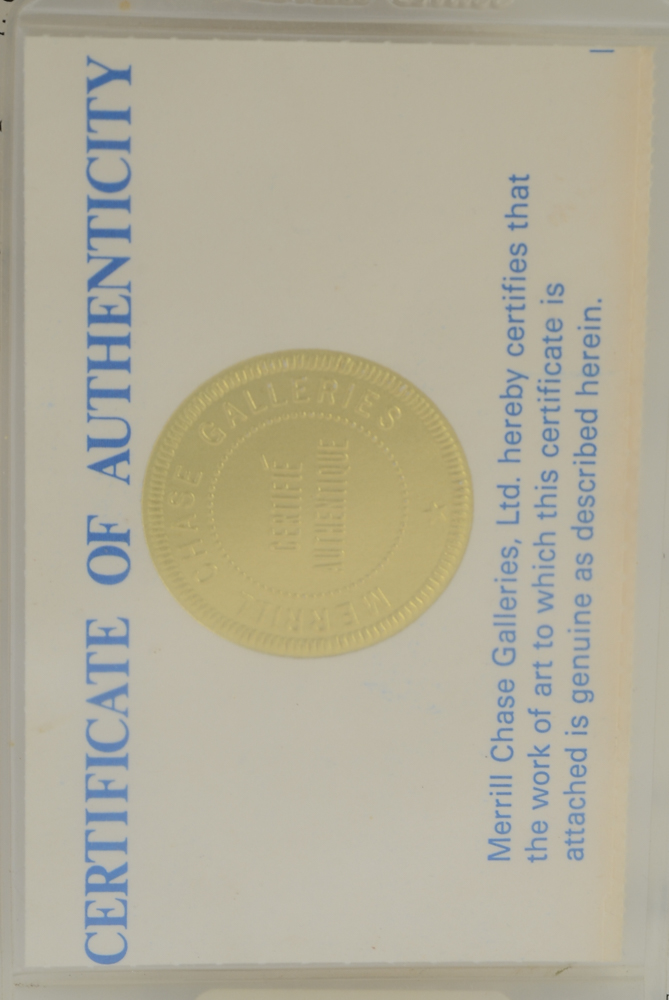 CERTIFICATE OF AUTHENTICITY
MERRILL CHASE GALLERIES
CERTIFIÉ
AUTHENTIQUE
Merrill Chase Galleries, Ltd. hereby certifies that
the work of art to which this certificate is
attached is genuine as described herein.